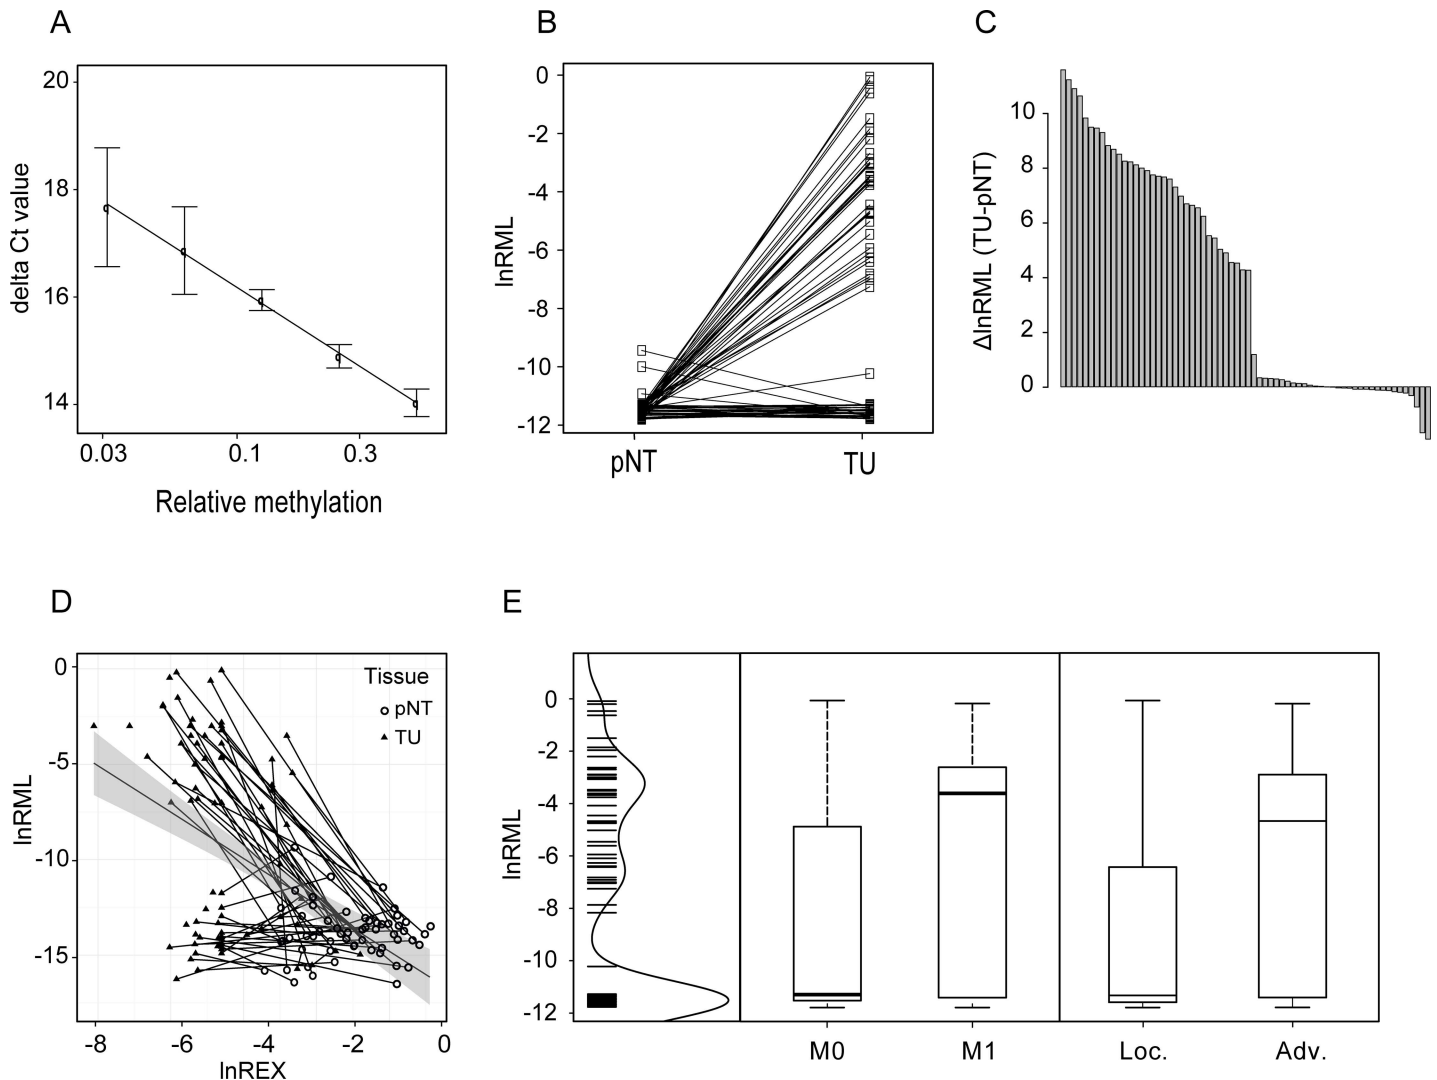 A
20
18
16
14
delta Ct value
0.03
0.1
0.3
Relative methylation
B
0
-2
-4
-6
-8
-10
-12
lnRML
pNT
TU
C
10
8
6
4
2
0
ΔlnRML (TU-pNT)
D
0
-5
-10
-15
lnRML
Tissue
pNT
TU
-8
-6
-4
-2
0
lnREX
E
0
-2
-4
-6
-8
-10
-12
lnRML
M0
M1
Loc.
Adv.